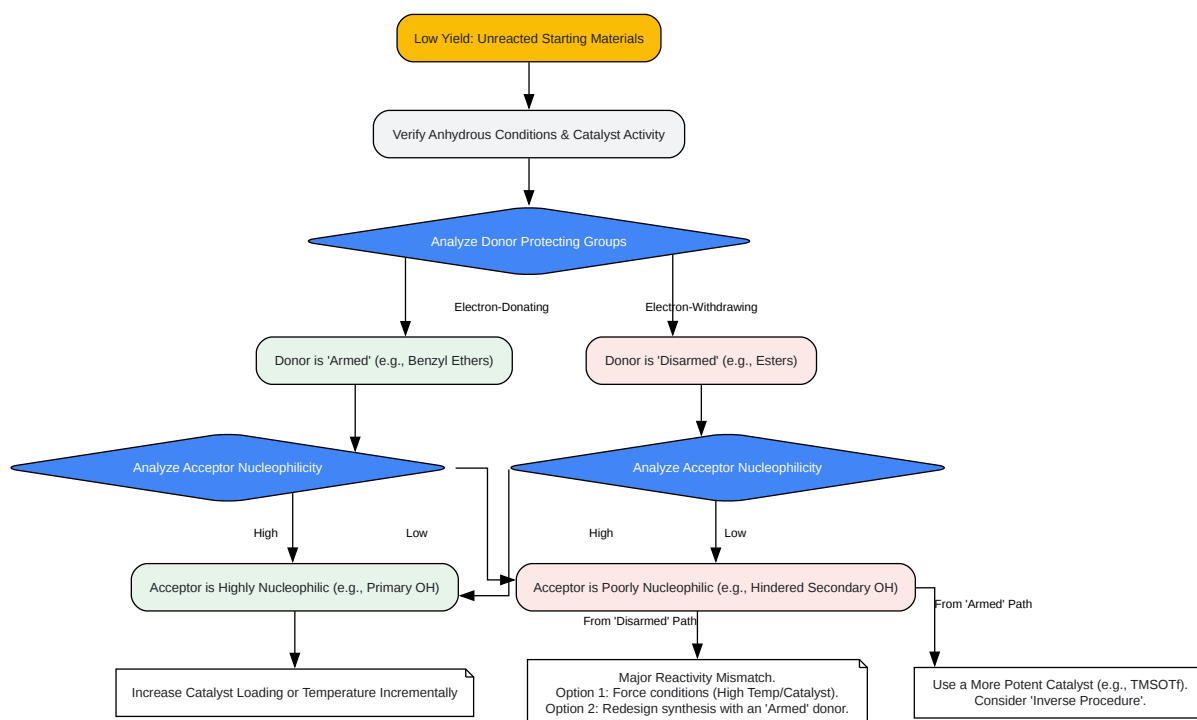 Low Yield: Unreacted Starting Materials
Verify Anhydrous Conditions & Catalyst Activity
Analyze Donor Protecting Groups
Electron-Donating
Electron-Withdrawing
Donor is 'Armed' (e.g., Benzyl Ethers)
Donor is 'Disarmed' (e.g., Esters)
Analyze Acceptor Nucleophilicity
Analyze Acceptor Nucleophilicity
High
Low
High
Low
Acceptor is Highly Nucleophilic (e.g., Primary OH)
Acceptor is Poorly Nucleophilic (e.g., Hindered Secondary OH)
From 'Armed' Path
From 'Disarmed' Path
Increase Catalyst Loading or Temperature Incrementally
Major Reactivity Mismatch.
Option 1: Force conditions (High Temp/Catalyst).
Option 2: Redesign synthesis with an 'Armed' donor.
Use a More Potent Catalyst (e.g., TMSOTf).
Consider 'Inverse Procedure'.